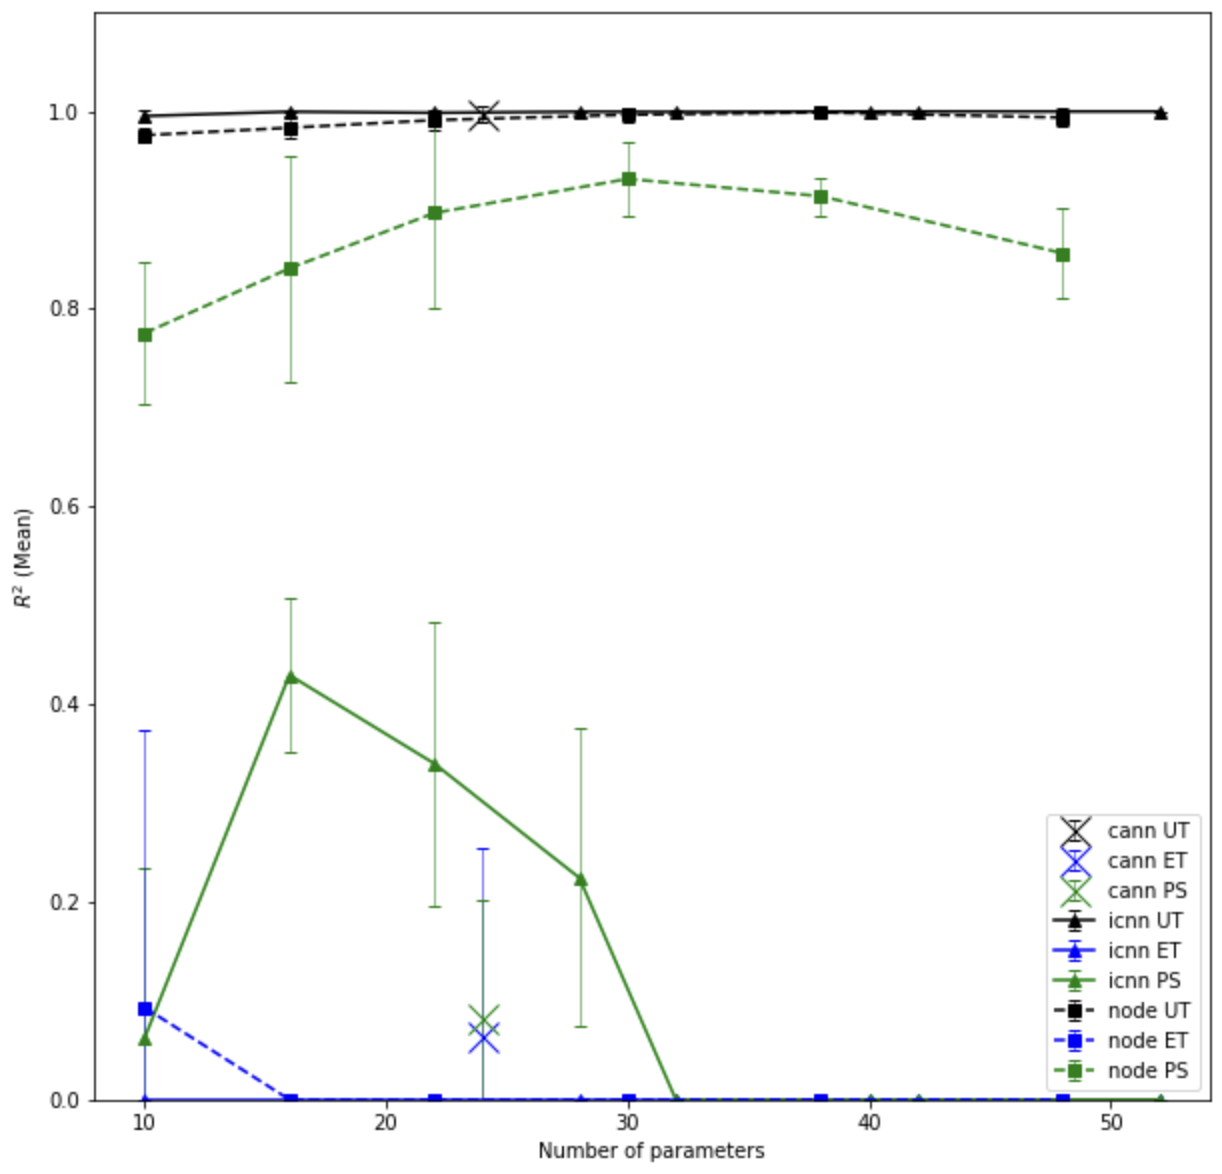 1.0
0.8
0.6
0.4
0.2
0.0
R² (Mean)
10 20 30 40 50
Number of parameters
cann UT
cann ET
cann PS
icnn UT
icnn ET
icnn PS
node UT
node ET
node PS